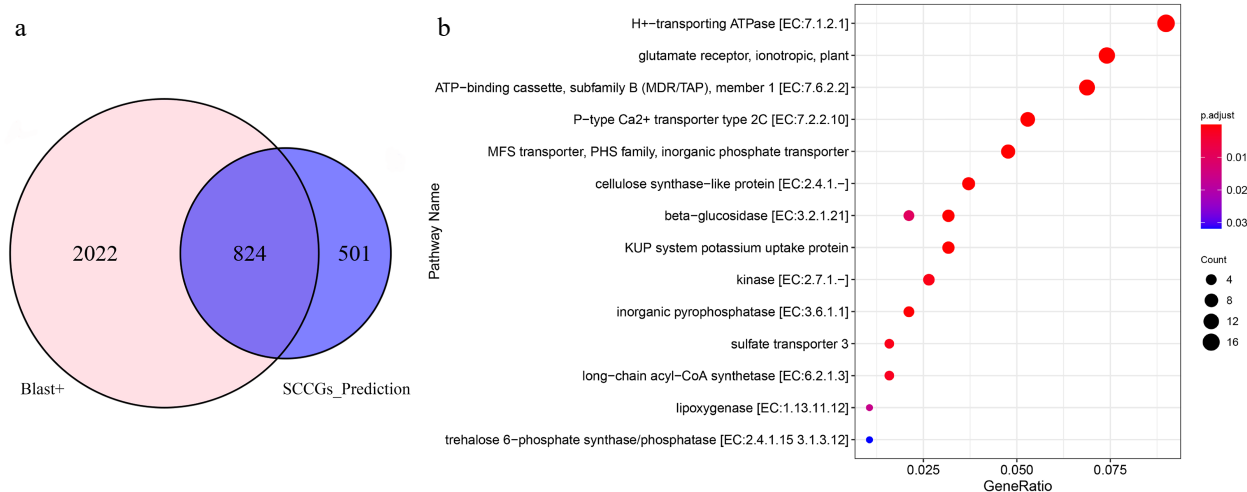 a
2022
824
501
Blast+
SCCGs_Prediction
b
Pathway Name
H+−transporting ATPase [EC:7.1.2.1]
glutamate receptor, ionotropic, plant
ATP−binding cassette, subfamily B (MDR/TAP), member 1 [EC:7.6.2.2]
P−type Ca2+ transporter type 2C [EC:7.2.2.10]
MFS transporter, PHS family, inorganic phosphate transporter
cellulose synthase−like protein [EC:2.4.1.−]
beta−glucosidase [EC:3.2.1.21]
KUP system potassium uptake protein
kinase [EC:2.7.1.−]
inorganic pyrophosphatase [EC:3.6.1.1]
sulfate transporter 3
long−chain acyl−CoA synthetase [EC:6.2.1.3]
lipoxygenase [EC:1.13.11.12]
trehalose 6−phosphate synthase/phosphatase [EC:2.4.1.15 3.1.3.12]
0.025
0.050
0.075
GeneRatio
p.adjust
0.01
0.02
0.03
Count
4
8
12
16